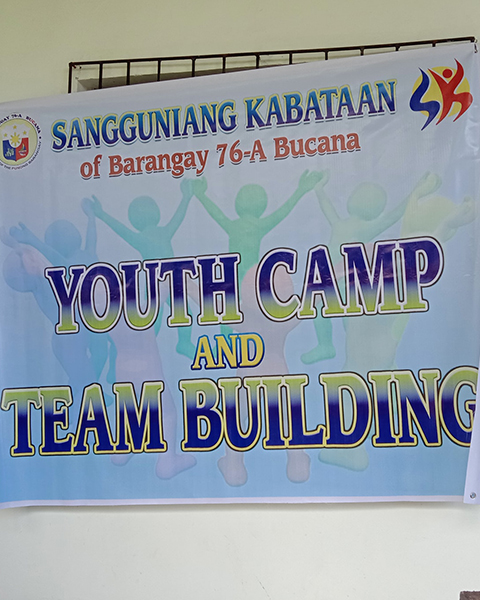 SANGGUNIANG KABATAAN
of Barangay 76-A Bucana
YOUTH CAMP
AND
TEAM BUILDING